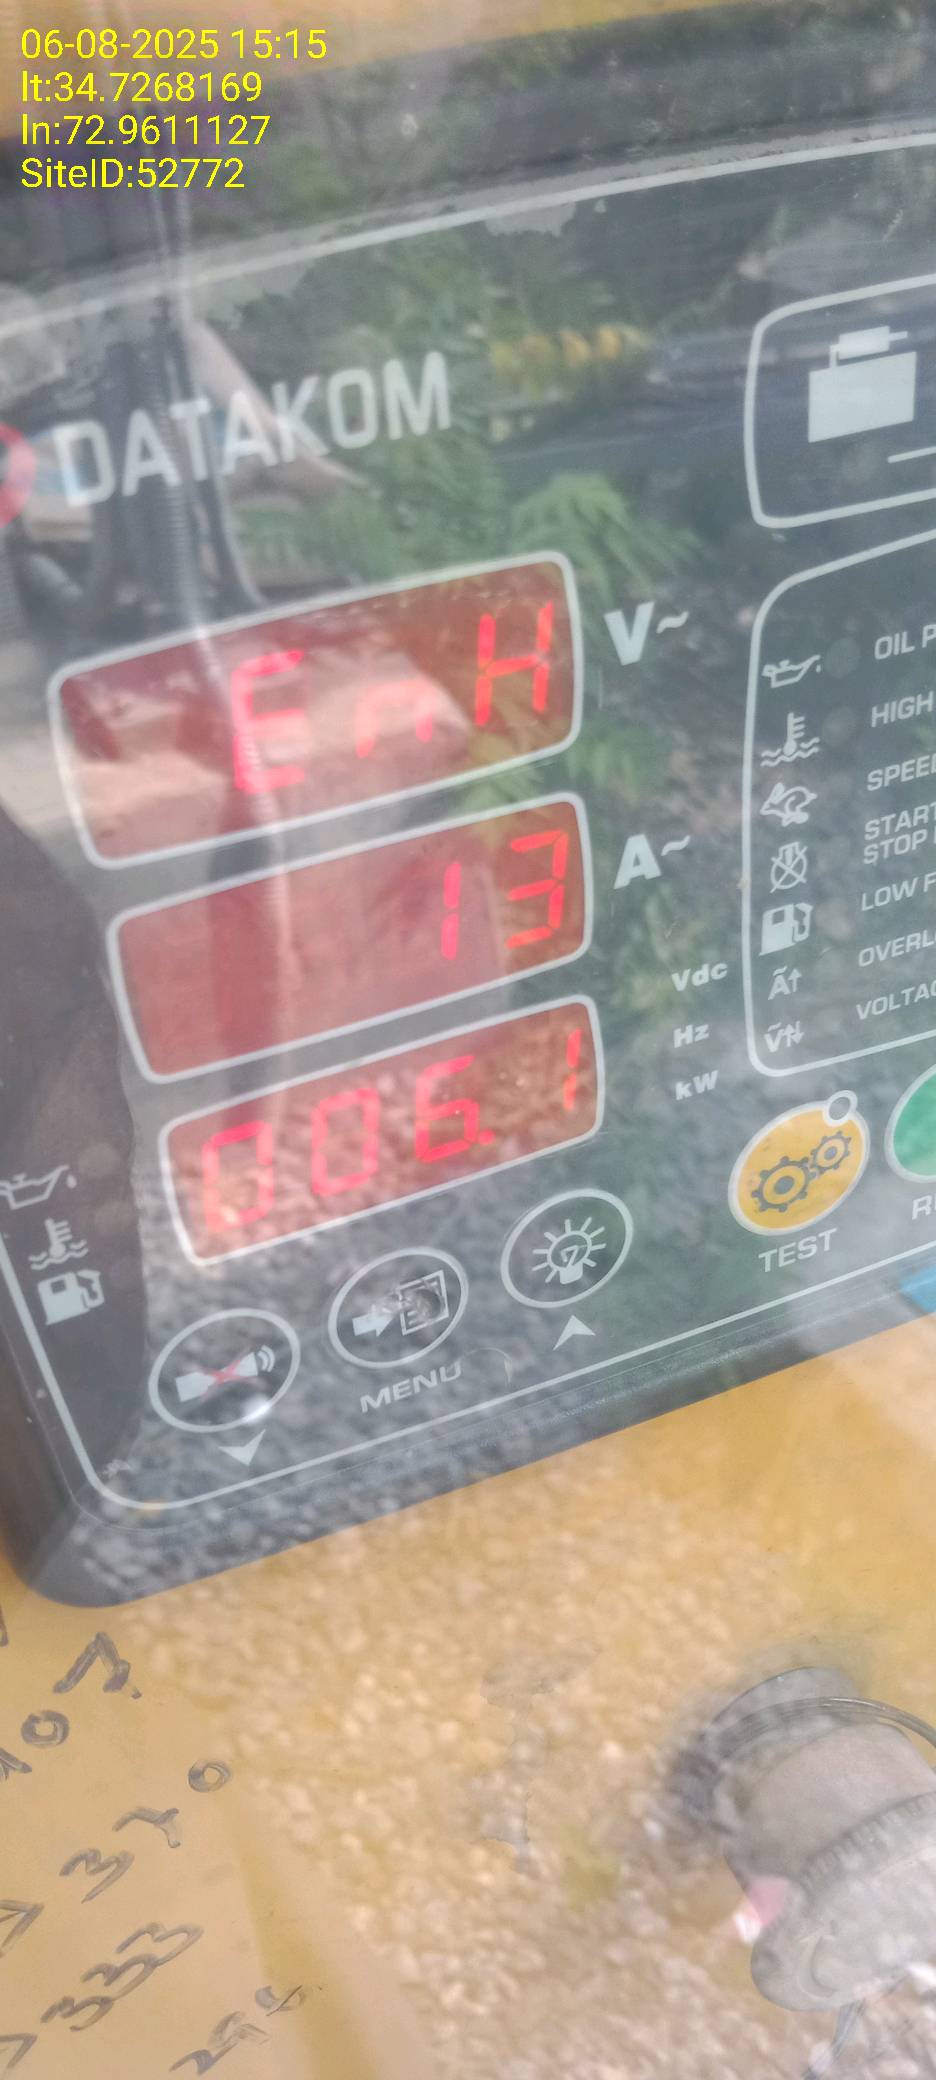 06-08-2025 15:15
lt:34.7268169
ln:72.9611127
SiteID:52772
DATAKOM
EnH
V~
13
A~
Vdc
Hz
kW
006.1
OIL P
HIGH
SPEED
START
STOP
LOW F
OVERL
VOLTAG
TEST
MENU